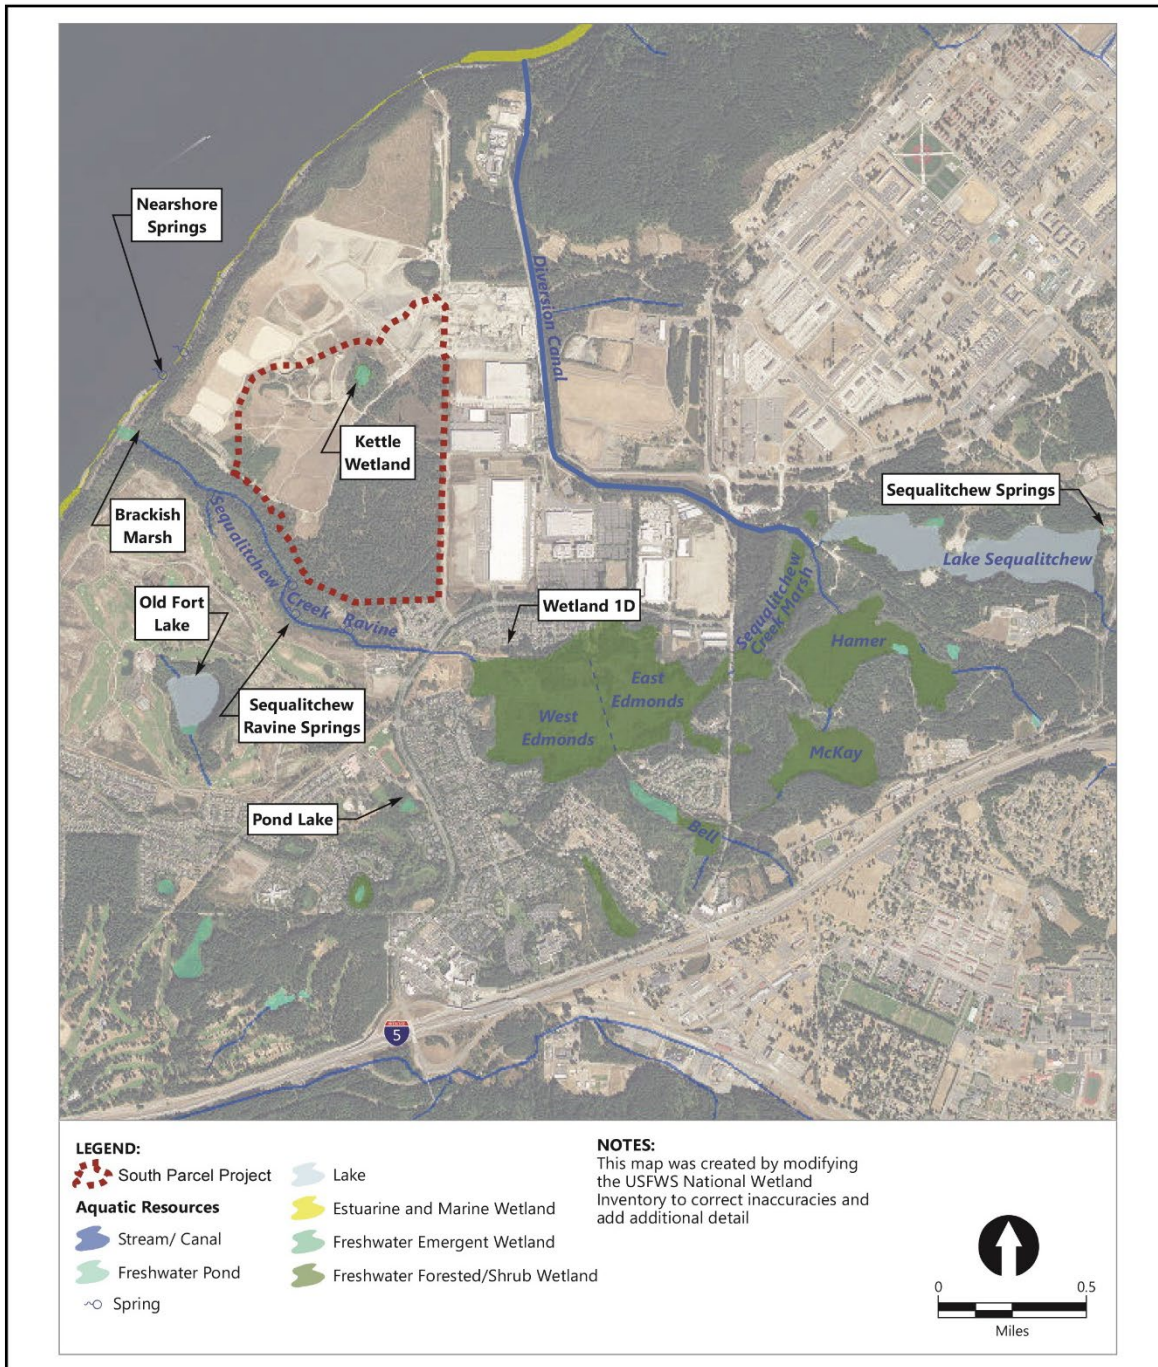 Nearshore
Springs
Diversion Canal
Kettle
Wetland
Sequalitchew Springs
Brackish
Marsh
Lake Sequalitchew
Sequalitchew Creek Ravine
Old Fort
Lake
Wetland 1D
Sequalitchew
Creek Marsh
Hamer
Sequalitchew
Ravine Springs
East
Edmonds
West
Edmonds
McKay
Pond Lake
Bell
5
LEGEND:
South Parcel Project
Aquatic Resources
Stream/ Canal
Freshwater Pond
Spring
Lake
Estuarine and Marine Wetland
Freshwater Emergent Wetland
Freshwater Forested/Shrub Wetland
NOTES:
This map was created by modifying
the USFWS National Wetland
Inventory to correct inaccuracies and
add additional detail
0 0.5
Miles